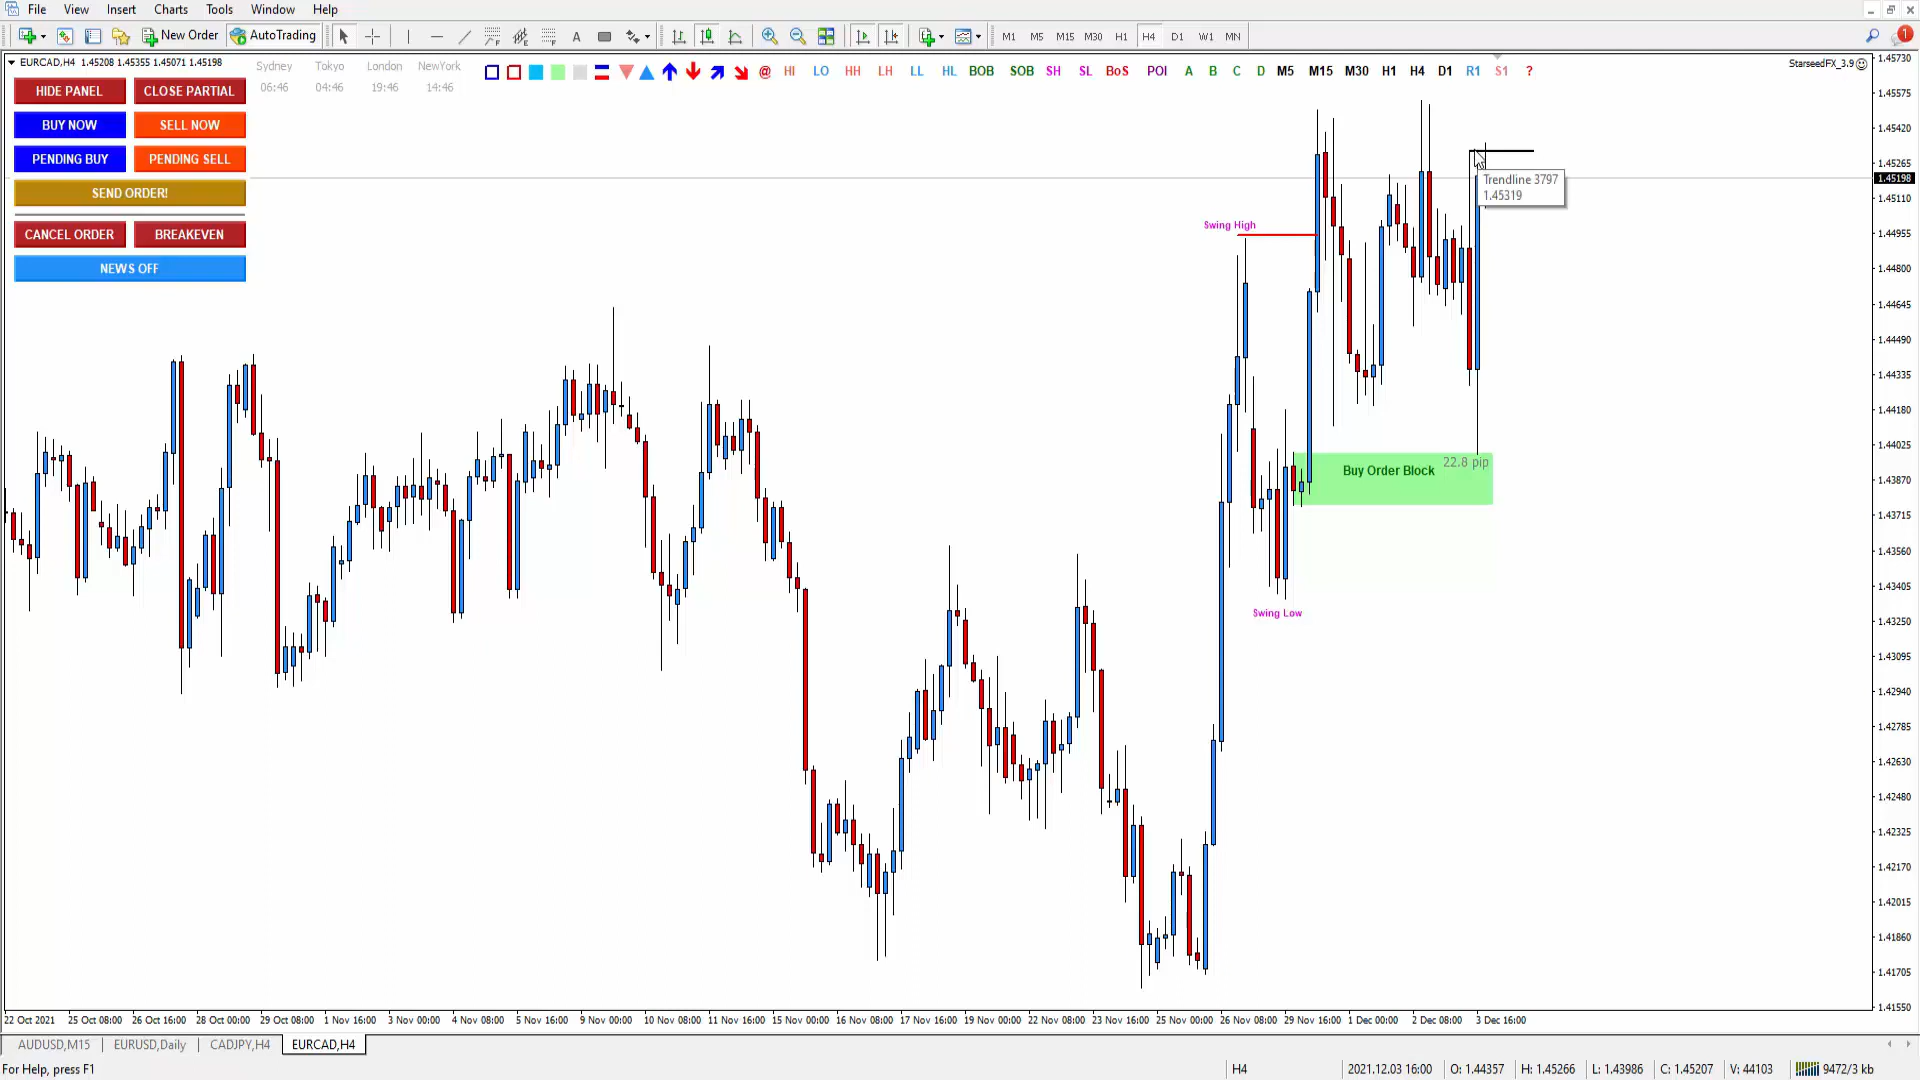 File View Insert Charts Tools Window Help
New Order AutoTrading A M1 M5 M15 M30 H1 H4 D1 W1 MN 1
EURCAD,H4 1.45208 1.45355 1.45071 1.45198
Sydney Tokyo London NewYork
06:46 04:46 19:46 14:46
@ HI LO HH LH LL HL BOB SOB SH SL BoS POI A B C D M5 M15 M30 H1 H4 D1 R1 S1 ?
StarseedFX_3.9
HIDE PANEL CLOSE PARTIAL
BUY NOW SELL NOW
PENDING BUY PENDING SELL
SEND ORDER!
CANCEL ORDER BREAKEVEN
NEWS OFF
Trendline 3797
1.45319
Swing High
22.8 pip
Buy Order Block
Swing Low
1.45730
1.45575
1.45420
1.45265
1.45198
1.45110
1.44955
1.44800
1.44645
1.44490
1.44335
1.44180
1.44025
1.43870
1.43715
1.43560
1.43405
1.43250
1.43095
1.42940
1.42785
1.42630
1.42480
1.42325
1.42170
1.42015
1.41860
1.41705
1.41550
22 Oct 2021 25 Oct 08:00 26 Oct 16:00 28 Oct 00:00 29 Oct 08:00 1 Nov 16:00 3 Nov 00:00 4 Nov 08:00 5 Nov 16:00 9 Nov 00:00 10 Nov 08:00 11 Nov 16:00 15 Nov 00:00 16 Nov 08:00 17 Nov 16:00 19 Nov 00:00 22 Nov 08:00 23 Nov 16:00 25 Nov 00:00 26 Nov 08:00 29 Nov 16:00 1 Dec 00:00 2 Dec 08:00 3 Dec 16:00
AUDUSD,M15 EURUSD,Daily CADJPY,H4 EURCAD,H4
For Help, press F1 H4 2021.12.03 16:00 O: 1.44357 H: 1.45266 L: 1.43986 C: 1.45207 V: 44103 9472/3 kb